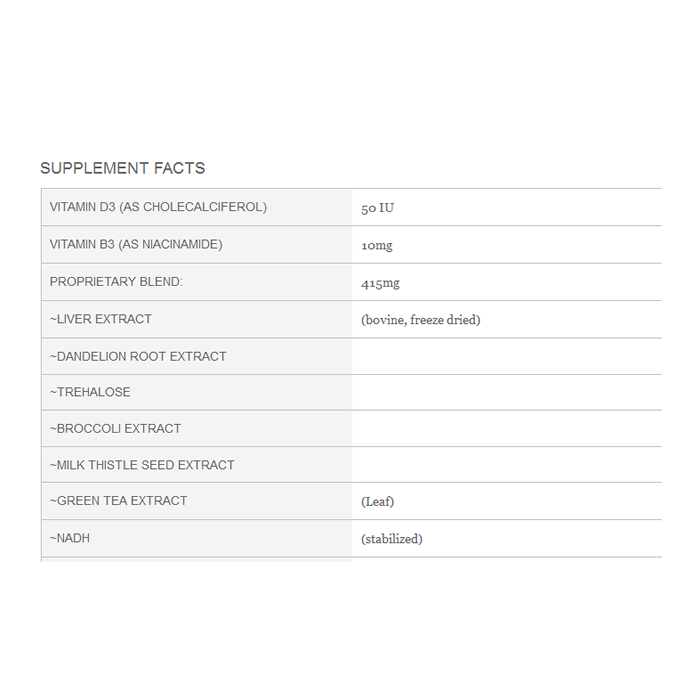 SUPPLEMENT FACTS
VITAMIN D3 (AS CHOLECALCIFEROL) 50 IU
VITAMIN B3 (AS NIACINAMIDE) 10mg
PROPRIETARY BLEND: 415mg
~LIVER EXTRACT (bovine, freeze dried)
~DANDELION ROOT EXTRACT
~TREHALOSE
~BROCCOLI EXTRACT
~MILK THISTLE SEED EXTRACT
~GREEN TEA EXTRACT (Leaf)
~NADH (stabilized)